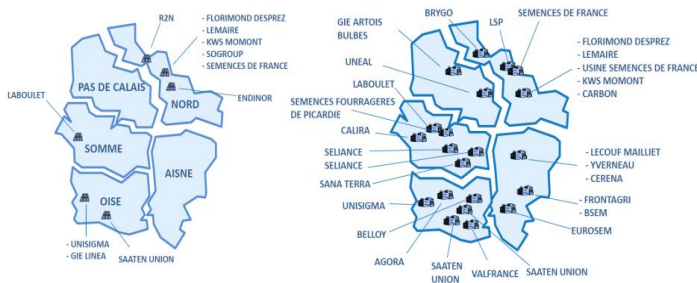 R2N
- FLORIMOND DESPREZ
- LEMAIRE
- KWS MOMONT
- SOGROUP
- SEMENCES DE FRANCE
PAS DE CALAIS
NORD
ENDINOR
LABOULET
SOMME
AISNE
OISE
- UNISIGMA
- GIE LINEA
SAATEN UNION
BRYGO
LSP
SEMENCES DE FRANCE
GIE ARTOIS
BULBES
- FLORIMOND DESPREZ
- LEMAIRE
- USINE SEMENCES DE FRANCE
- KWS MOMONT
- CARBON
UNEAL
LABOULET
SEMENCES FOURRAGERES
DE PICARDIE
CALIRA
SELIANCE
SELIANCE
SANA TERRA
- LECOUF MAILLIET
- YVERNEAU
- CERENA
- FRONTAGRI
- BSEM
UNISIGMA
EUROSEM
BELLOY
AGORA
SAATEN
UNION
VALFRANCE
SAATEN UNION